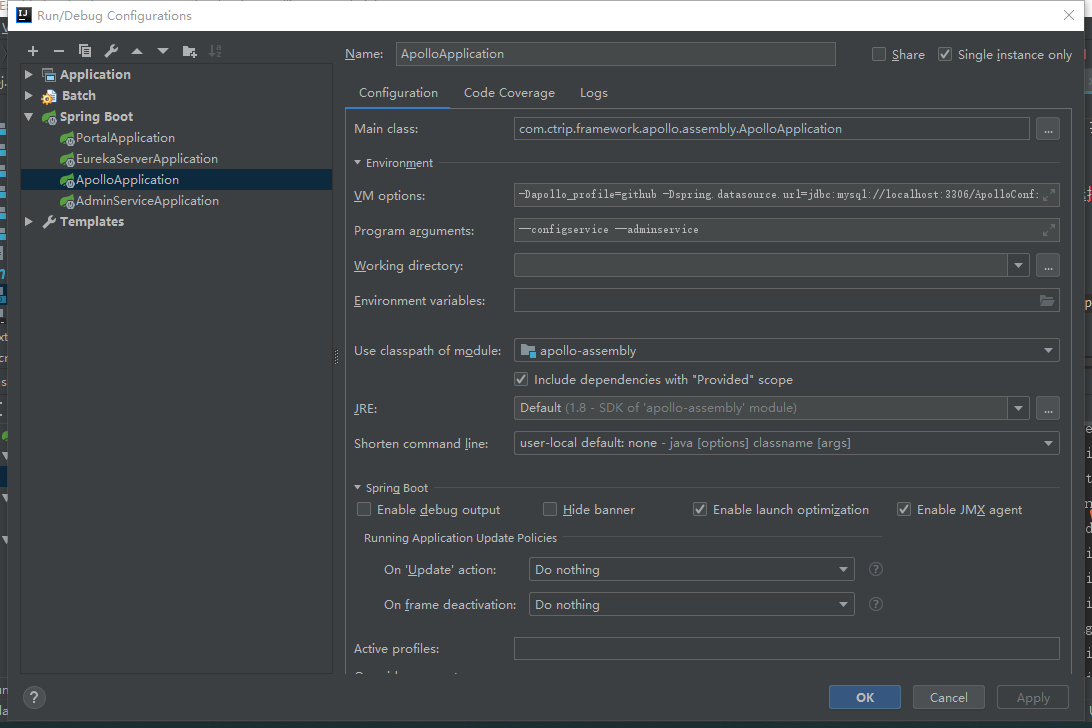 Run/Debug Configurations
Name: ApolloApplication Share Single instance only
Application
Batch
Spring Boot
PortalApplication
EurekaServerApplication
ApolloApplication
AdminServiceApplication
Templates
Configuration Code Coverage Logs
Main class: com.ctrip.framework.apollo.assembly.ApolloApplication ...
Environment
VM options: -Dapollo_profile=github -Dspring.datasource.url=jdbc:mysql://localhost:3306/ApolloConf:
Program arguments: --configservice --adminservice
Working directory: ...
Environment variables:
Use classpath of module: apollo-assembly
Include dependencies with "Provided" scope
JRE: Default (1.8 - SDK of 'apollo-assembly' module) ...
Shorten command line: user-local default: none - java [options] classname [args]
Spring Boot
Enable debug output Hide banner Enable launch optimization Enable JMX agent
Running Application Update Policies
On 'Update' action: Do nothing ?
On frame deactivation: Do nothing ?
Active profiles:
? OK Cancel Apply